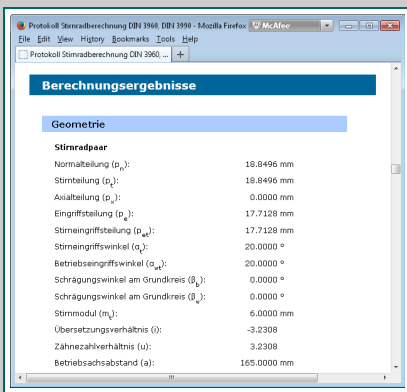 Protokoll Stirnradberechnung DIN 3960, DIN 3990 - Mozilla Firefox McAfee
File Edit View History Bookmarks Tools Help
Protokoll Stirnradberechnung DIN 3960, ... +
Berechnungsergebnisse
Geometrie
Stirnradpaar
Normalteilung (pn): 18.8496 mm
Stirnteilung (pt): 18.8496 mm
Axialteilung (px): 0.0000 mm
Eingriffsteilung (pe): 17.7128 mm
Stirneingriffsteilung (pet): 17.7128 mm
Stirneingriffswinkel (αt): 20.0000 °
Betriebseingriffswinkel (αwt): 20.0000 °
Schrägungswinkel am Grundkreis (βb): 0.0000 °
Schrägungswinkel am Grundkreis (βv): 0.0000 °
Stirnmodul (mt): 6.0000 mm
Übersetzungsverhältnis (i): -3.2308
Zähnezahlverhältnis (u): 3.2308
Betriebsachsabstand (a): 165.0000 mm